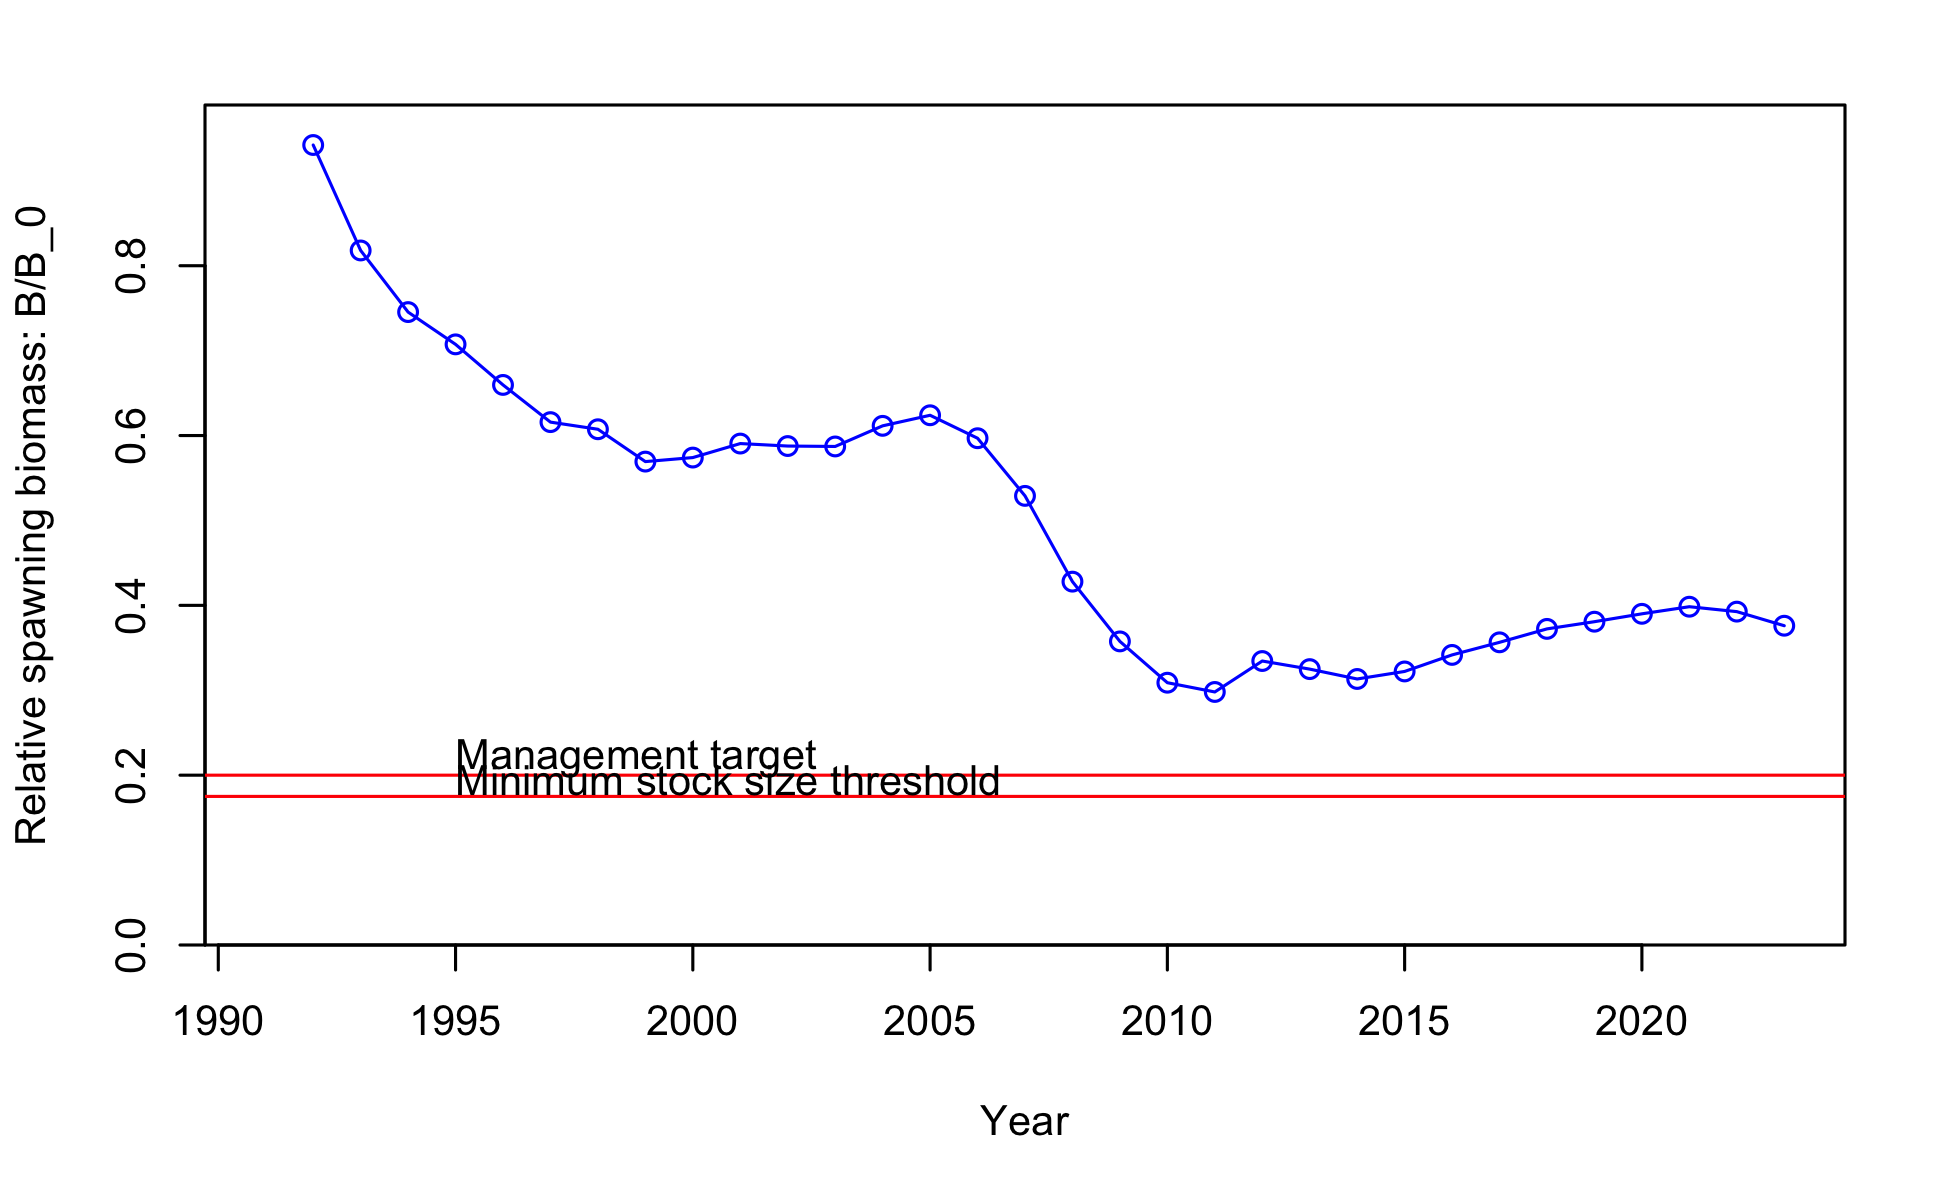 Relative spawning biomass: B/B_0
0.8
0.6
0.4
0.2
0.0
Management target
Minimum stock size threshold
1990 1995 2000 2005 2010 2015 2020
Year